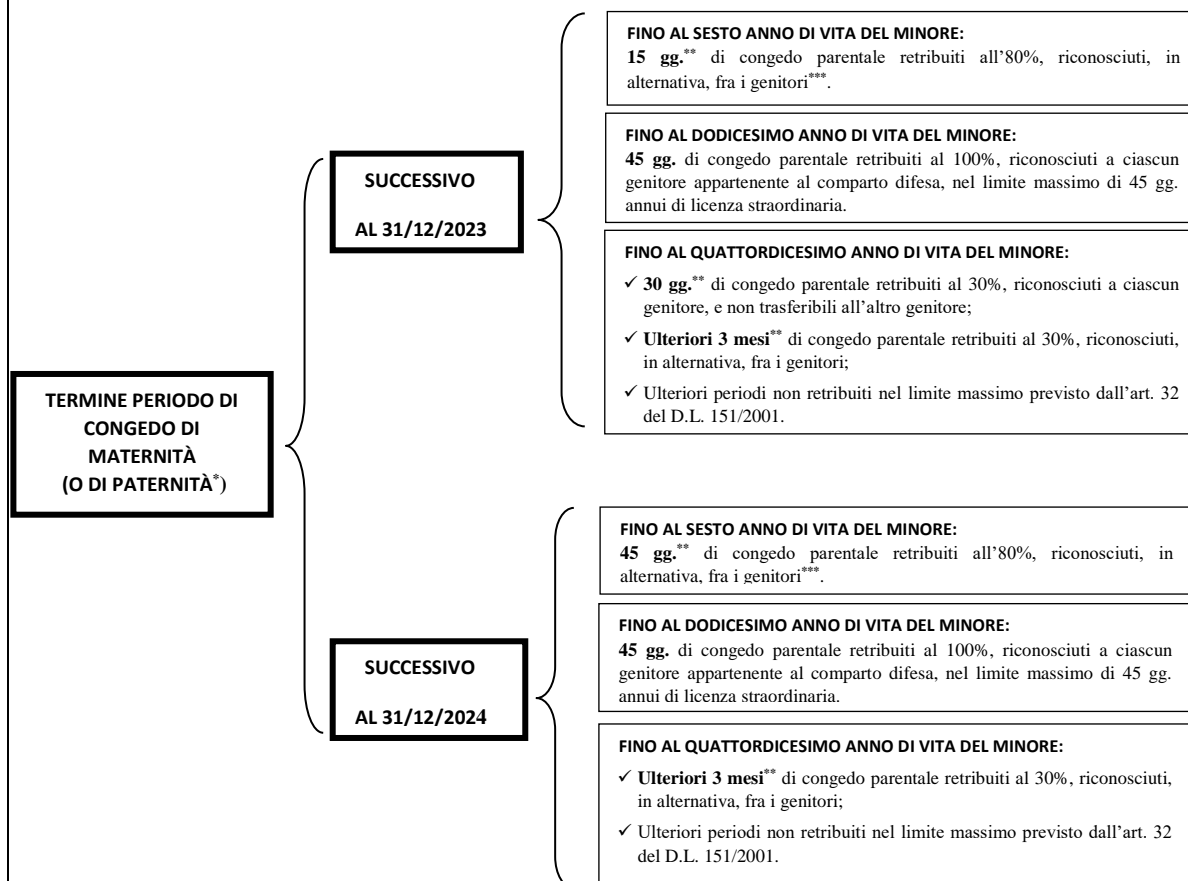 TERMINE PERIODO DI
CONGEDO DI
MATERNITÀ
(O DI PATERNITÀ*)
SUCCESSIVO
AL 31/12/2023
FINO AL SESTO ANNO DI VITA DEL MINORE:
15 gg.** di congedo parentale retribuiti all’80%, riconosciuti, in
alternativa, fra i genitori***.
FINO AL DODICESIMO ANNO DI VITA DEL MINORE:
45 gg. di congedo parentale retribuiti al 100%, riconosciuti a ciascun
genitore appartenente al comparto difesa, nel limite massimo di 45 gg.
annui di licenza straordinaria.
FINO AL QUATTORDICESIMO ANNO DI VITA DEL MINORE:
✓ 30 gg.** di congedo parentale retribuiti al 30%, riconosciuti a ciascun
genitore, e non trasferibili all’altro genitore;
✓ Ulteriori 3 mesi** di congedo parentale retribuiti al 30%, riconosciuti,
in alternativa, fra i genitori;
✓ Ulteriori periodi non retribuiti nel limite massimo previsto dall’art. 32
del D.L. 151/2001.
SUCCESSIVO
AL 31/12/2024
FINO AL SESTO ANNO DI VITA DEL MINORE:
45 gg.** di congedo parentale retribuiti all’80%, riconosciuti, in
alternativa, fra i genitori***.
FINO AL DODICESIMO ANNO DI VITA DEL MINORE:
45 gg. di congedo parentale retribuiti al 100%, riconosciuti a ciascun
genitore appartenente al comparto difesa, nel limite massimo di 45 gg.
annui di licenza straordinaria.
FINO AL QUATTORDICESIMO ANNO DI VITA DEL MINORE:
✓ Ulteriori 3 mesi** di congedo parentale retribuiti al 30%, riconosciuti,
in alternativa, fra i genitori;
✓ Ulteriori periodi non retribuiti nel limite massimo previsto dall’art. 32
del D.L. 151/2001.